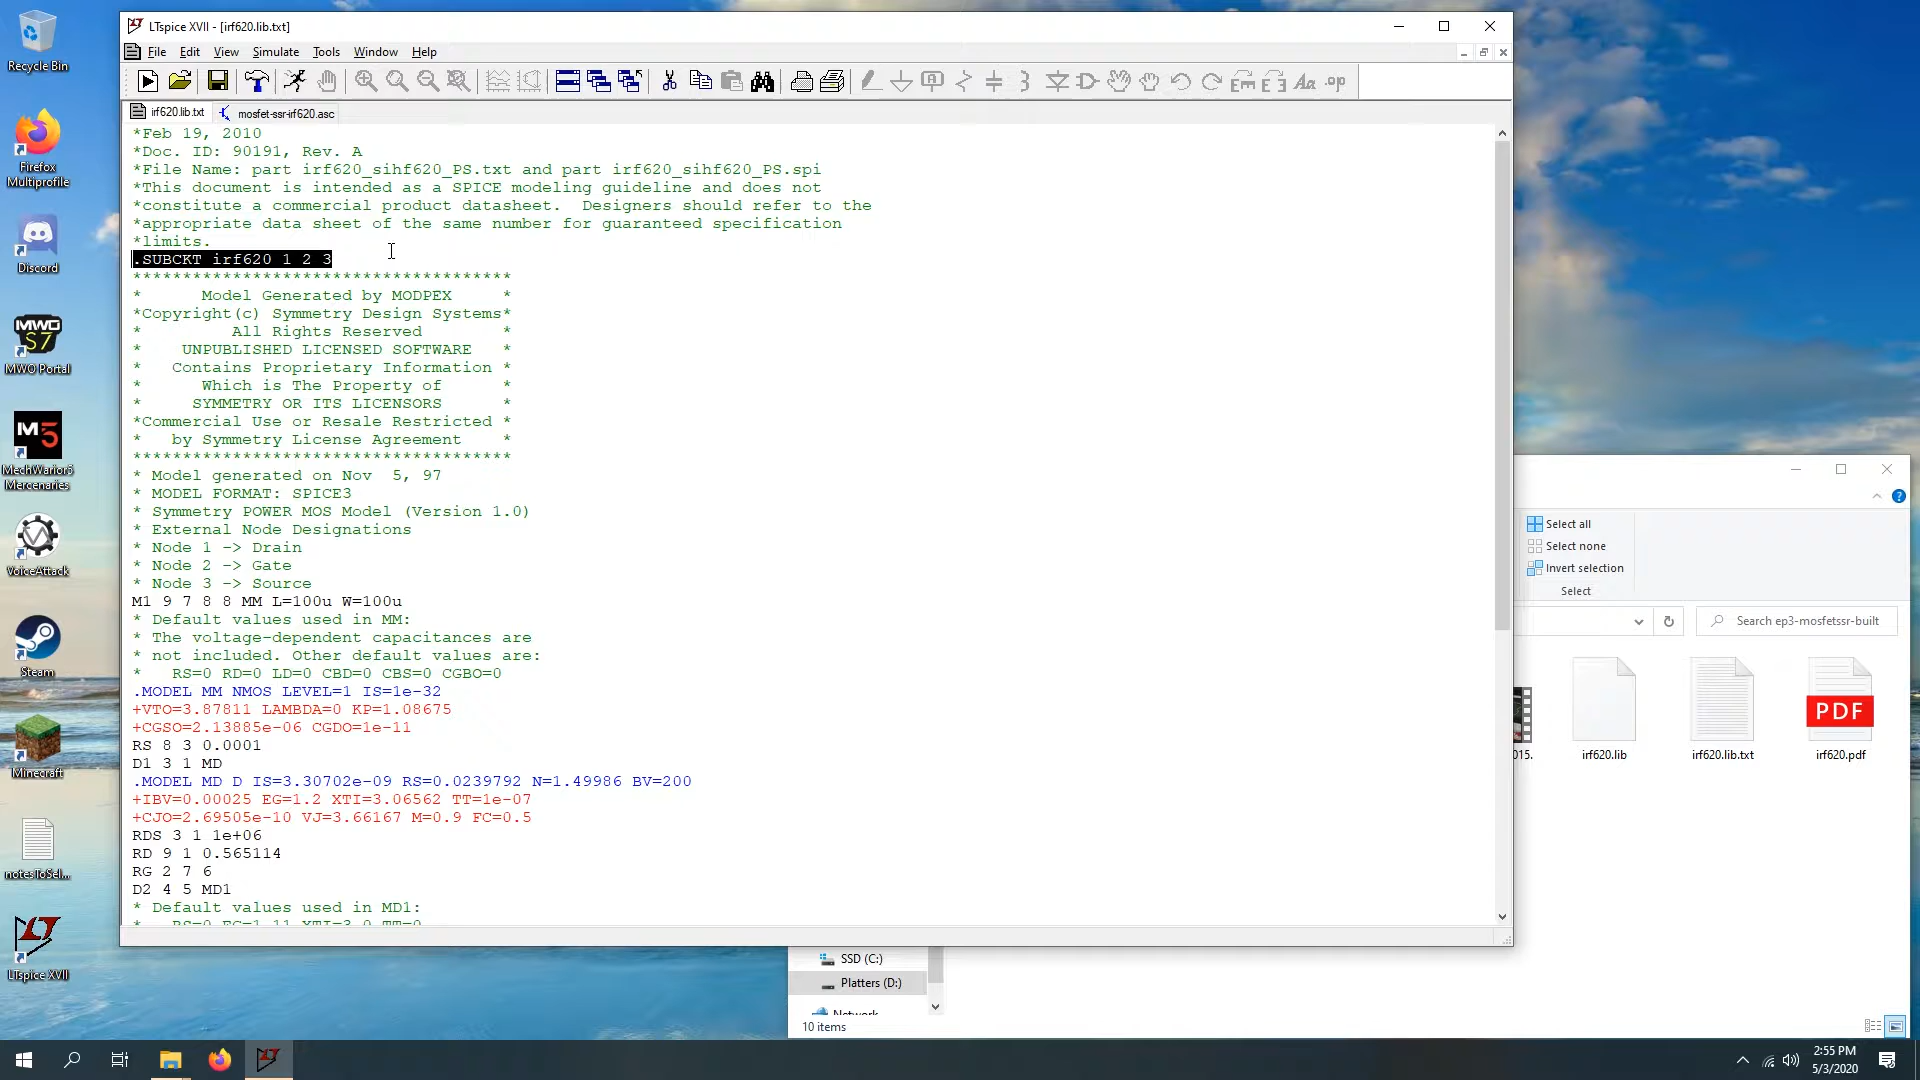 Recycle Bin
Firefox
Multiprofile
Discord
MWO
S7
MWO Portal
M5
MechWarrior5
Mercenaries
VoiceAttack
Steam
Minecraft
notesToSel...
LTspice XVII
LTspice XVII - [irf620.lib.txt]
File Edit View Simulate Tools Window Help
irf620.lib.txt mosfet-ssr-irf620.asc
*Feb 19, 2010
*Doc. ID: 90191, Rev. A
*File Name: part irf620_sihf620_PS.txt and part irf620_sihf620_PS.spi
*This document is intended as a SPICE modeling guideline and does not
*constitute a commercial product datasheet.  Designers should refer to the
*appropriate data sheet of the same number for guaranteed specification
*limits.
.SUBCKT irf620 1 2 3
**************************************
*      Model Generated by MODPEX     *
*Copyright(c) Symmetry Design Systems*
*         All Rights Reserved        *
*    UNPUBLISHED LICENSED SOFTWARE   *
*   Contains Proprietary Information *
*      Which is The Property of      *
*     SYMMETRY OR ITS LICENSORS      *
*Commercial Use or Resale Restricted *
*   by Symmetry License Agreement    *
**************************************
* Model generated on Nov  5, 97
* MODEL FORMAT: SPICE3
* Symmetry POWER MOS Model (Version 1.0)
* External Node Designations
* Node 1 -> Drain
* Node 2 -> Gate
* Node 3 -> Source
M1 9 7 8 8 MM L=100u W=100u
* Default values used in MM:
* The voltage-dependent capacitances are
* not included. Other default values are:
*   RS=0 RD=0 LD=0 CBD=0 CBS=0 CGBO=0
.MODEL MM NMOS LEVEL=1 IS=1e-32
+VTO=3.87811 LAMBDA=0 KP=1.08675
+CGSO=2.13885e-06 CGDO=1e-11
RS 8 3 0.0001
D1 3 1 MD
.MODEL MD D IS=3.30702e-09 RS=0.0239792 N=1.49986 BV=200
+IBV=0.00025 EG=1.2 XTI=3.06562 TT=1e-07
+CJO=2.69505e-10 VJ=3.66167 M=0.9 FC=0.5
RDS 3 1 1e+06
RD 9 1 0.565114
RG 2 7 6
D2 4 5 MD1
* Default values used in MD1:
*   RS=0 EG=1.11 XTI=3.0 TT=0
Select all
Select none
Invert selection
Select
Search ep3-mosfetssr-built
015.
irf620.lib
irf620.lib.txt
PDF
irf620.pdf
SSD (C:)
Platters (D:)
Network
10 items
2:55 PM
5/3/2020